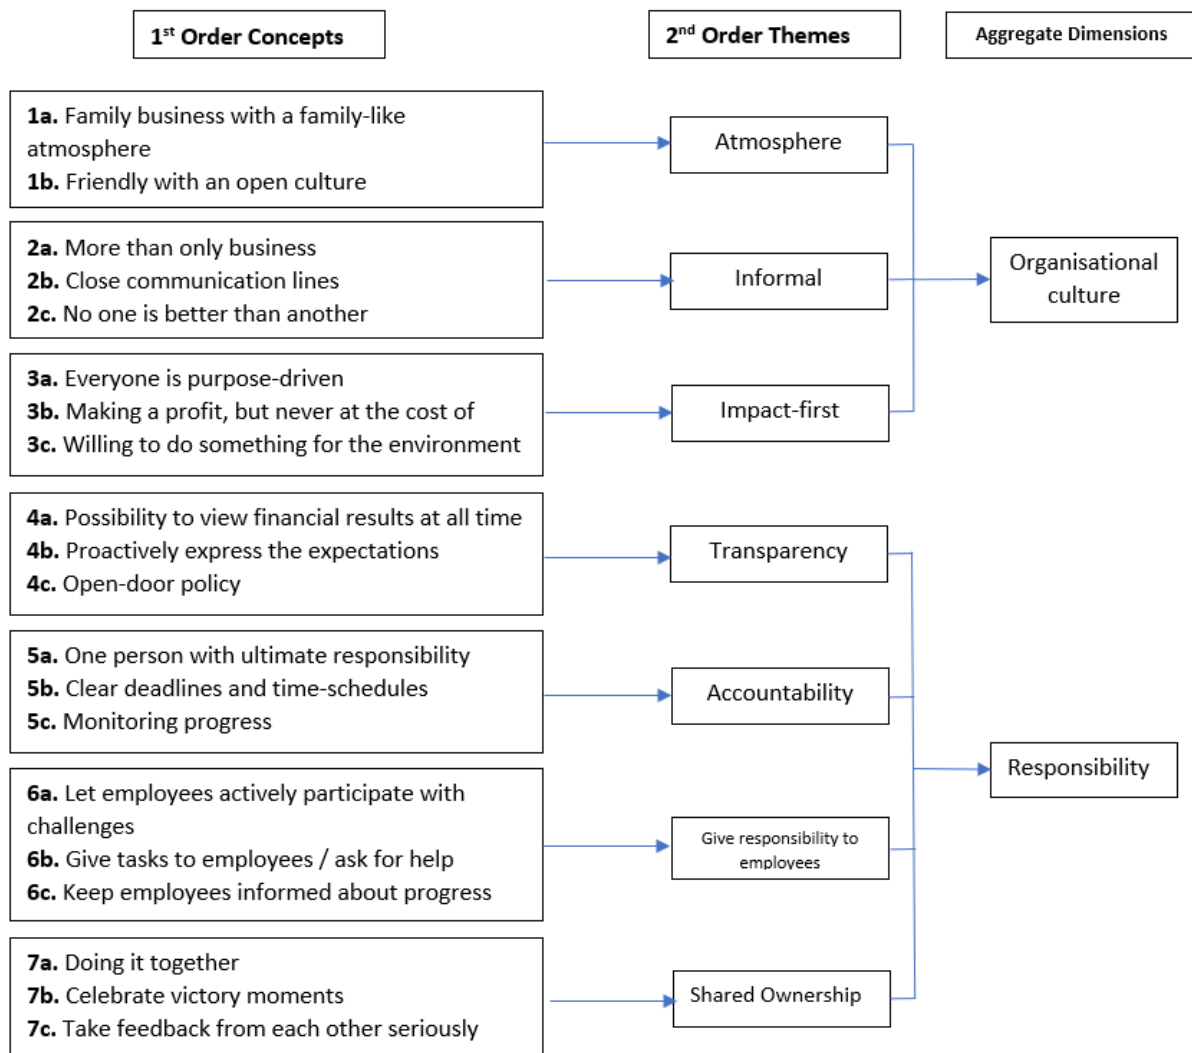 1st Order Concepts
2nd Order Themes
Aggregate Dimensions
1a. Family business with a family-like
atmosphere
1b. Friendly with an open culture
Atmosphere
2a. More than only business
2b. Close communication lines
2c. No one is better than another
Informal
Organisational
culture
3a. Everyone is purpose-driven
3b. Making a profit, but never at the cost of
3c. Willing to do something for the environment
Impact-first
4a. Possibility to view financial results at all time
4b. Proactively express the expectations
4c. Open-door policy
Transparency
5a. One person with ultimate responsibility
5b. Clear deadlines and time-schedules
5c. Monitoring progress
Accountability
Responsibility
6a. Let employees actively participate with
challenges
6b. Give tasks to employees / ask for help
6c. Keep employees informed about progress
Give responsibility to
employees
7a. Doing it together
7b. Celebrate victory moments
7c. Take feedback from each other seriously
Shared Ownership